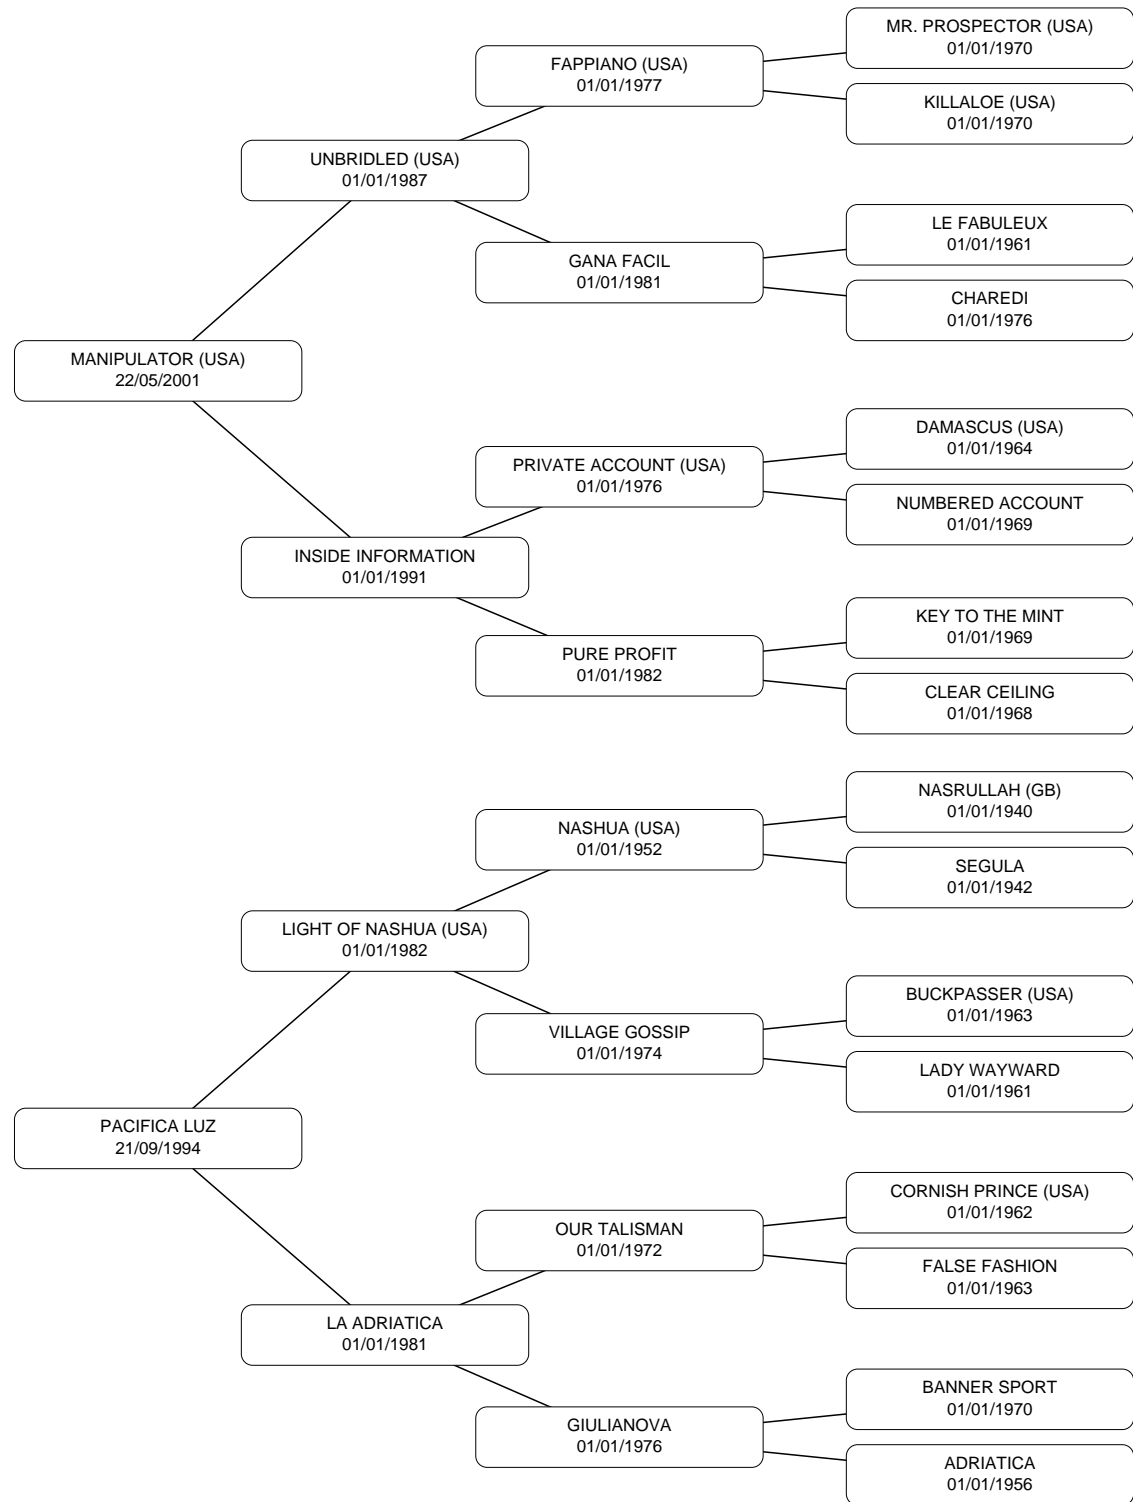 MR. PROSPECTOR (USA)
01/01/1970
FAPPIANO (USA)
01/01/1977
KILLALOE (USA)
01/01/1970
UNBRIDLED (USA)
01/01/1987
LE FABULEUX
01/01/1961
GANA FACIL
01/01/1981
CHAREDI
01/01/1976
MANIPULATOR (USA)
22/05/2001
DAMASCUS (USA)
01/01/1964
PRIVATE ACCOUNT (USA)
01/01/1976
NUMBERED ACCOUNT
01/01/1969
INSIDE INFORMATION
01/01/1991
KEY TO THE MINT
01/01/1969
PURE PROFIT
01/01/1982
CLEAR CEILING
01/01/1968
NASRULLAH (GB)
01/01/1940
NASHUA (USA)
01/01/1952
SEGULA
01/01/1942
LIGHT OF NASHUA (USA)
01/01/1982
BUCKPASSER (USA)
01/01/1963
VILLAGE GOSSIP
01/01/1974
LADY WAYWARD
01/01/1961
PACIFICA LUZ
21/09/1994
CORNISH PRINCE (USA)
01/01/1962
OUR TALISMAN
01/01/1972
FALSE FASHION
01/01/1963
LA ADRIATICA
01/01/1981
BANNER SPORT
01/01/1970
GIULIANOVA
01/01/1976
ADRIATICA
01/01/1956